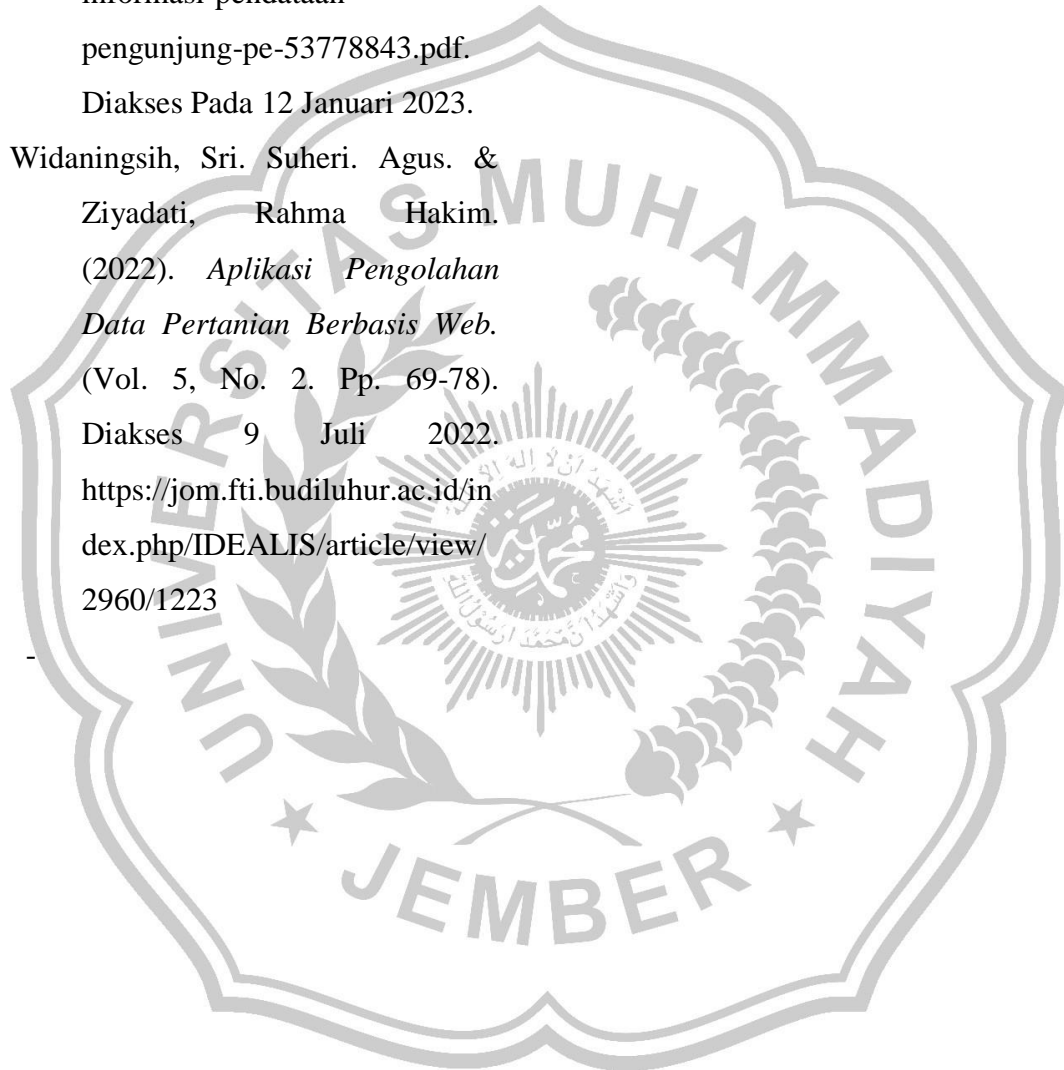 informasi-pendataan-
pengunjung-pe-53778843.pdf.
Diakses Pada 12 Januari 2023.
Widaningsih, Sri. Suheri. Agus. &
Ziyadati, Rahma Hakim.
(2022). Aplikasi Pengolahan
Data Pertanian Berbasis Web.
(Vol. 5, No. 2. Pp. 69-78).
Diakses 9 Juli 2022.
https://jom.fti.budiluhur.ac.id/in
dex.php/IDEALIS/article/view/
2960/1223
-
UNIVERSITAS MUHAMMADIYAH
JEMBER